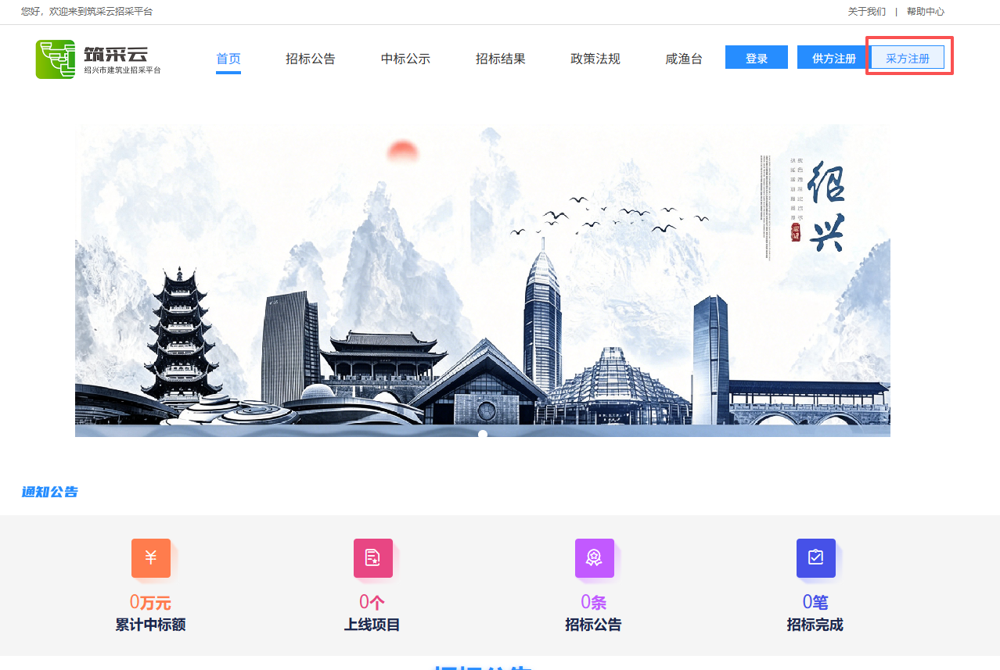 您好，欢迎来到筑采云招采平台
关于我们 | 帮助中心
筑采云
绍兴市建筑业招采平台
首页 招标公告 中标公示 招标结果 政策法规 咸渔台 登录 供方注册 采方注册
绍兴
通知公告
¥
0万元 0个 0条 0笔
累计中标额 上线项目 招标公告 招标完成